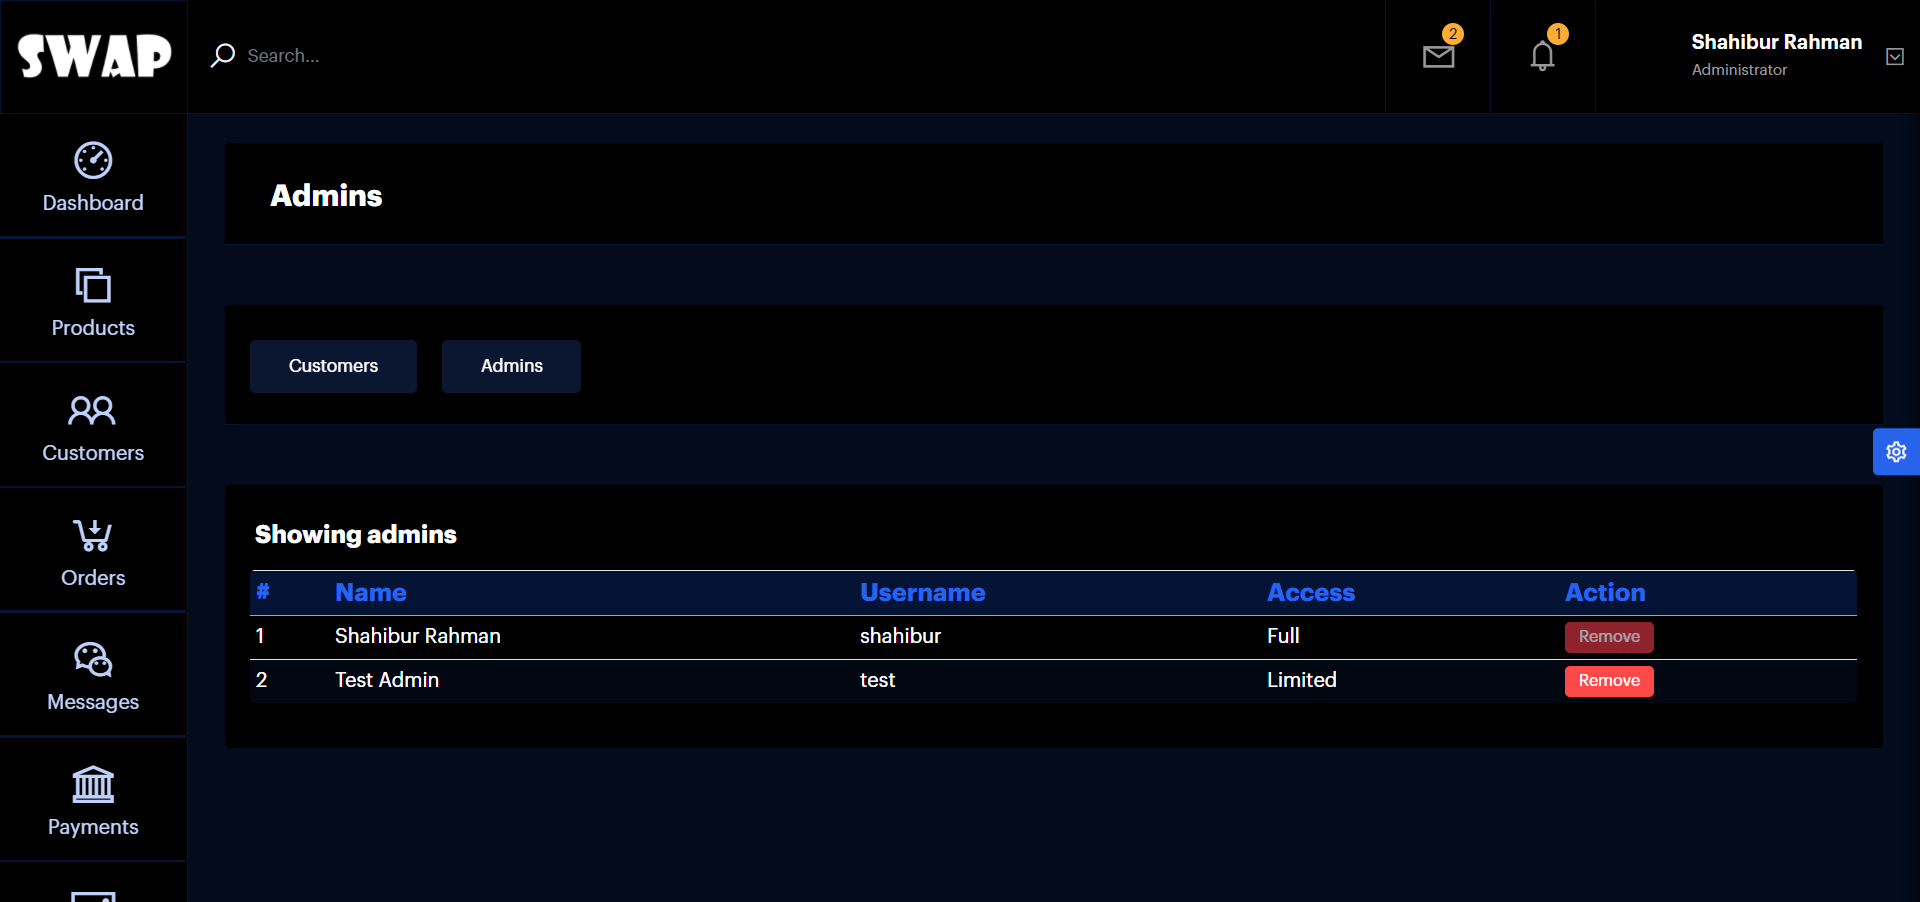 SWAP
Search...
2
1
Shahibur Rahman
Administrator
Dashboard
Products
Customers
Orders
Messages
Payments
Admins
Customers Admins
Showing admins
# Name Username Access Action
1 Shahibur Rahman shahibur Full Remove
2 Test Admin test Limited Remove